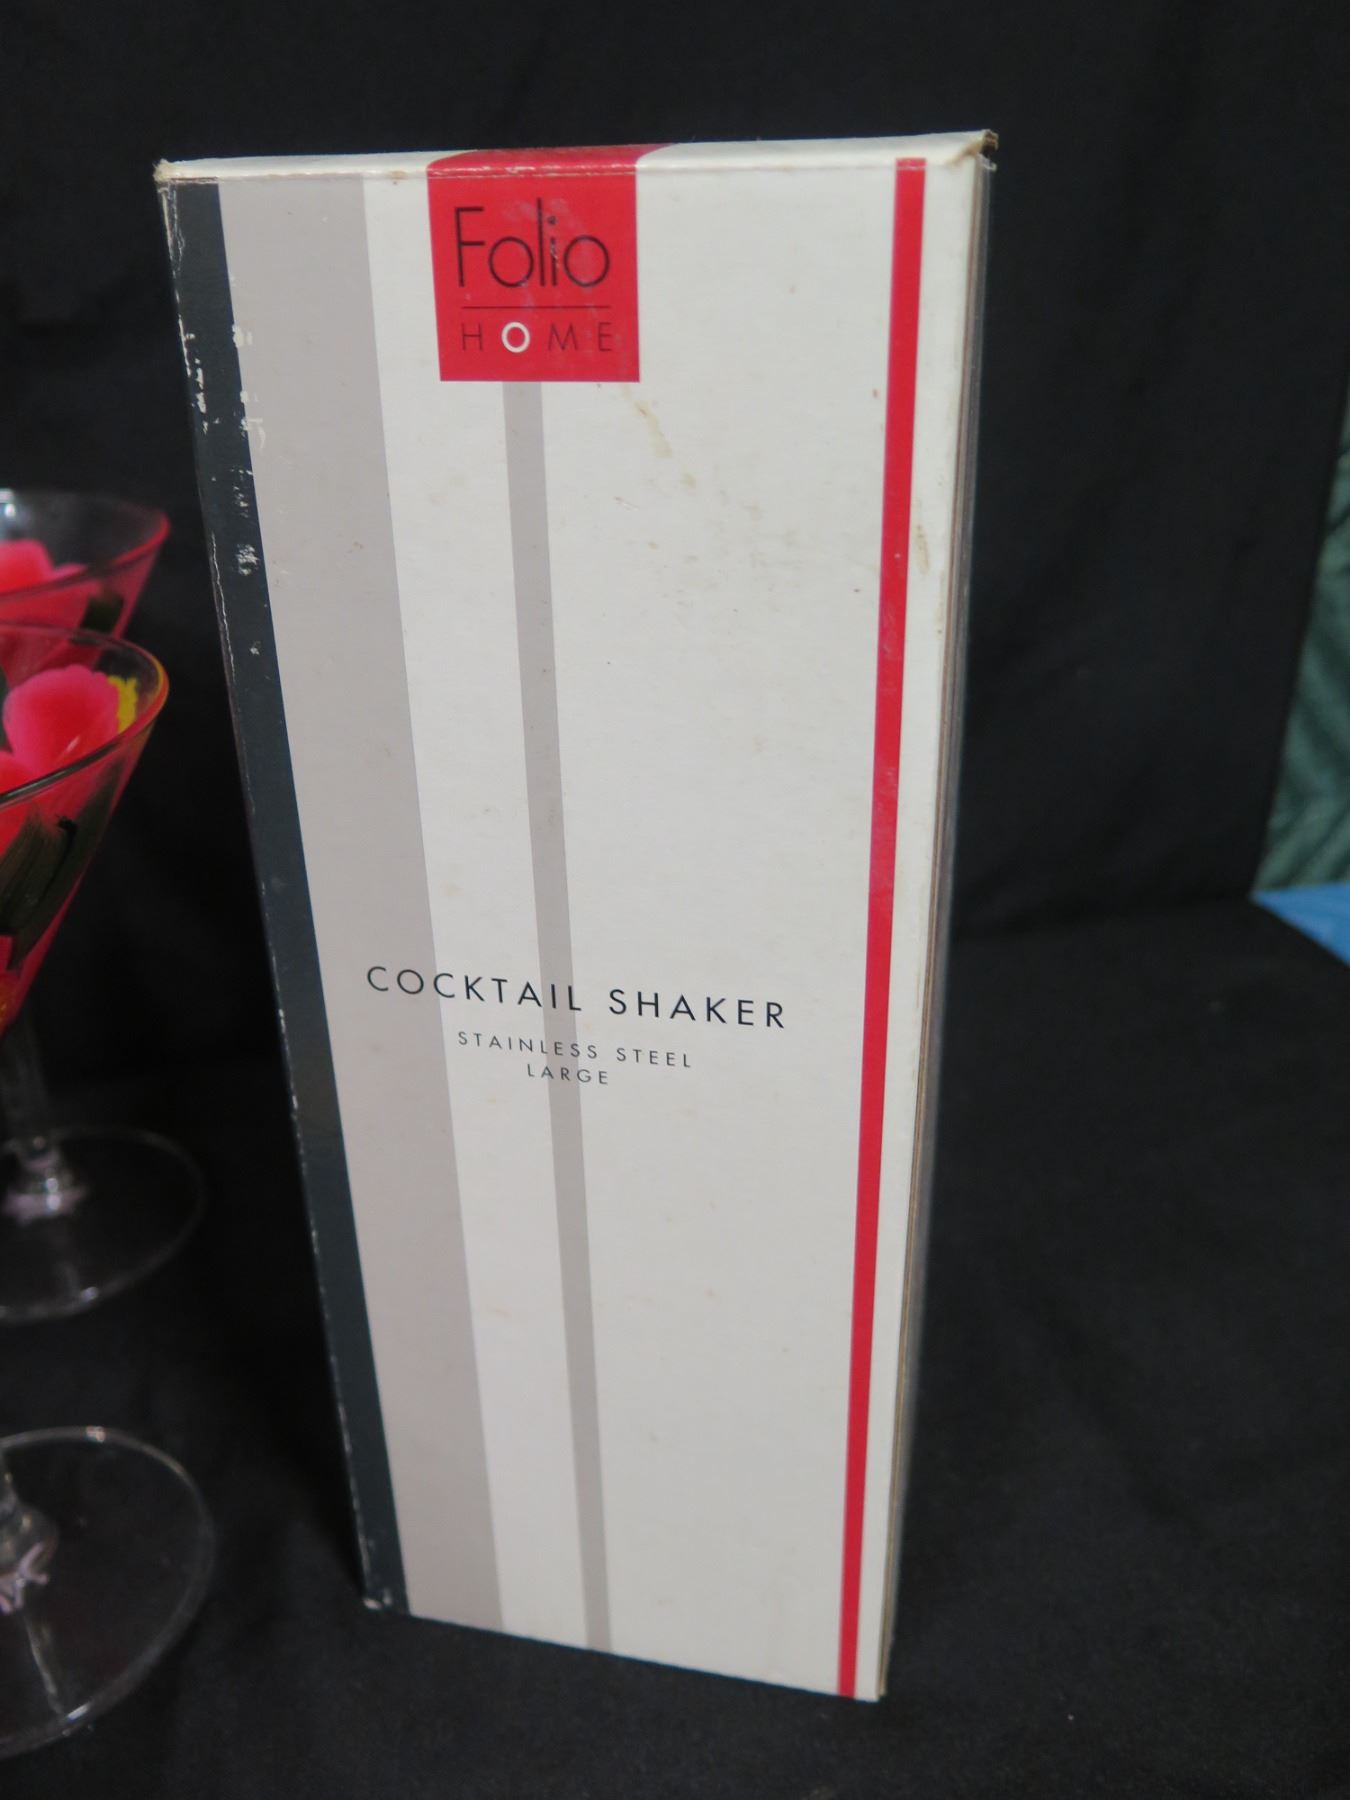 Folio
HOME
COCKTAIL SHAKER
STAINLESS STEEL
LARGE